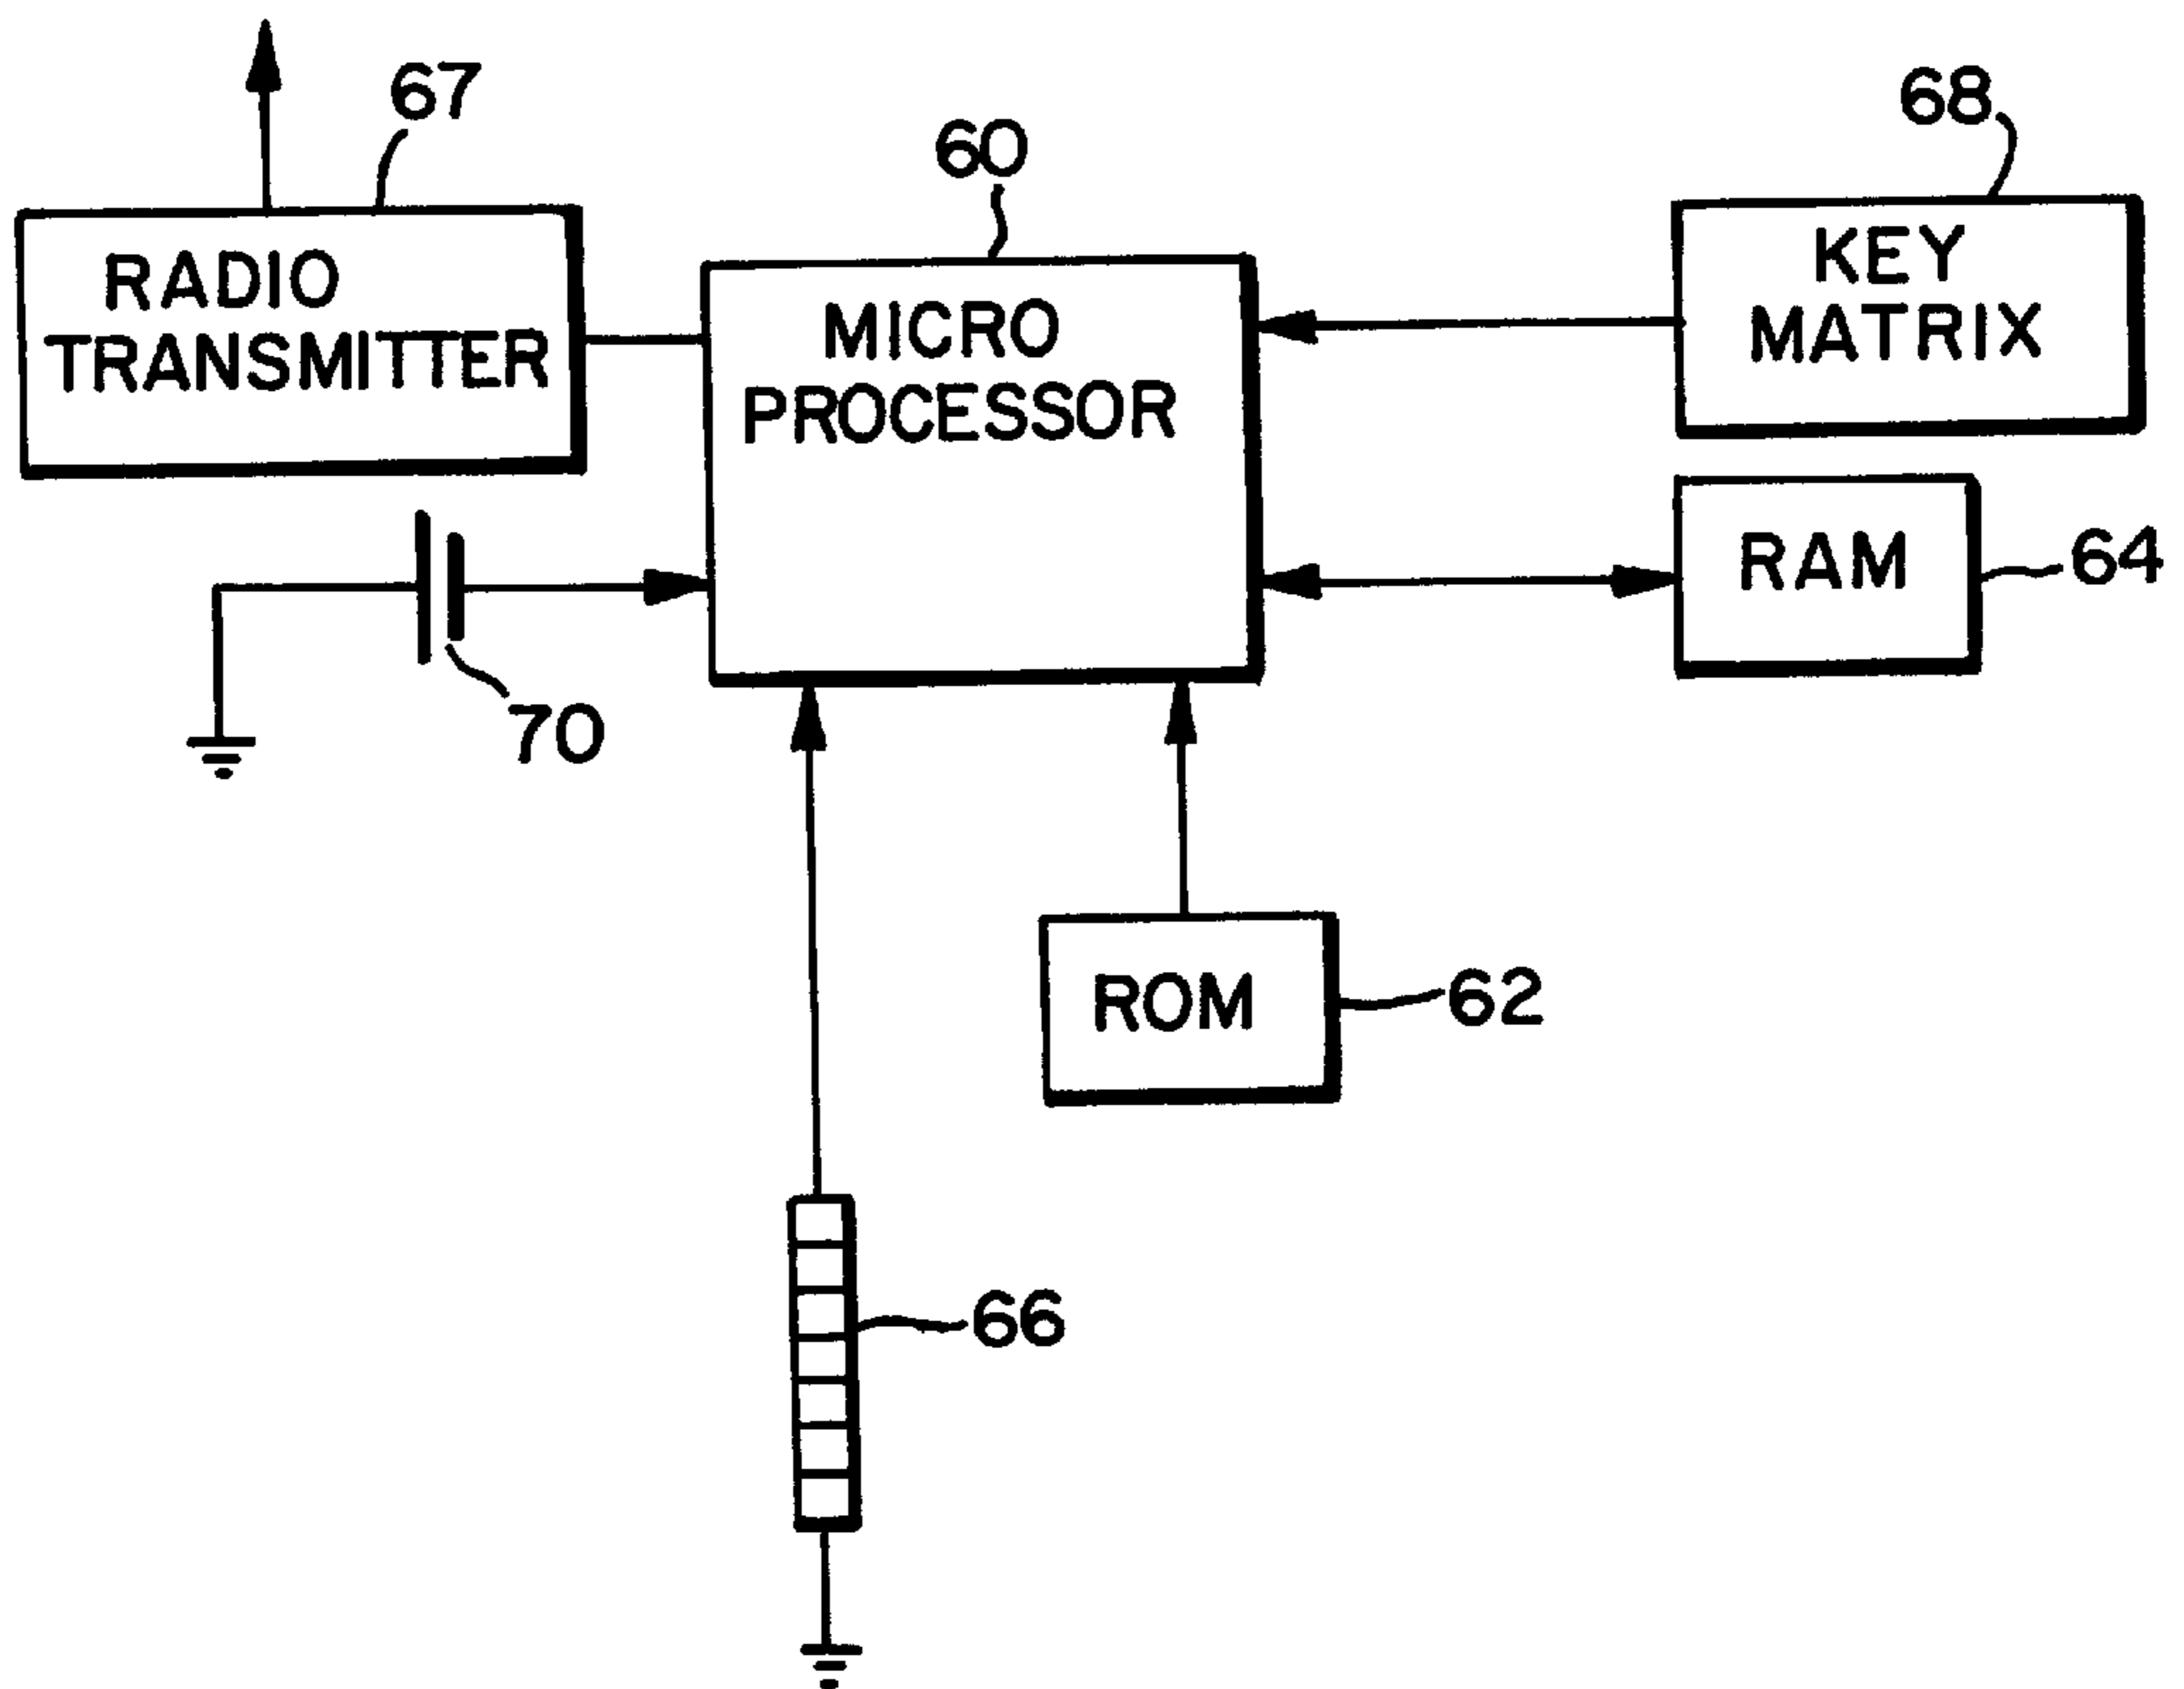 67
60
68
RADIO
TRANSMITTER
MICRO
PROCESSOR
KEY
MATRIX
RAM
64
70
ROM
62
66